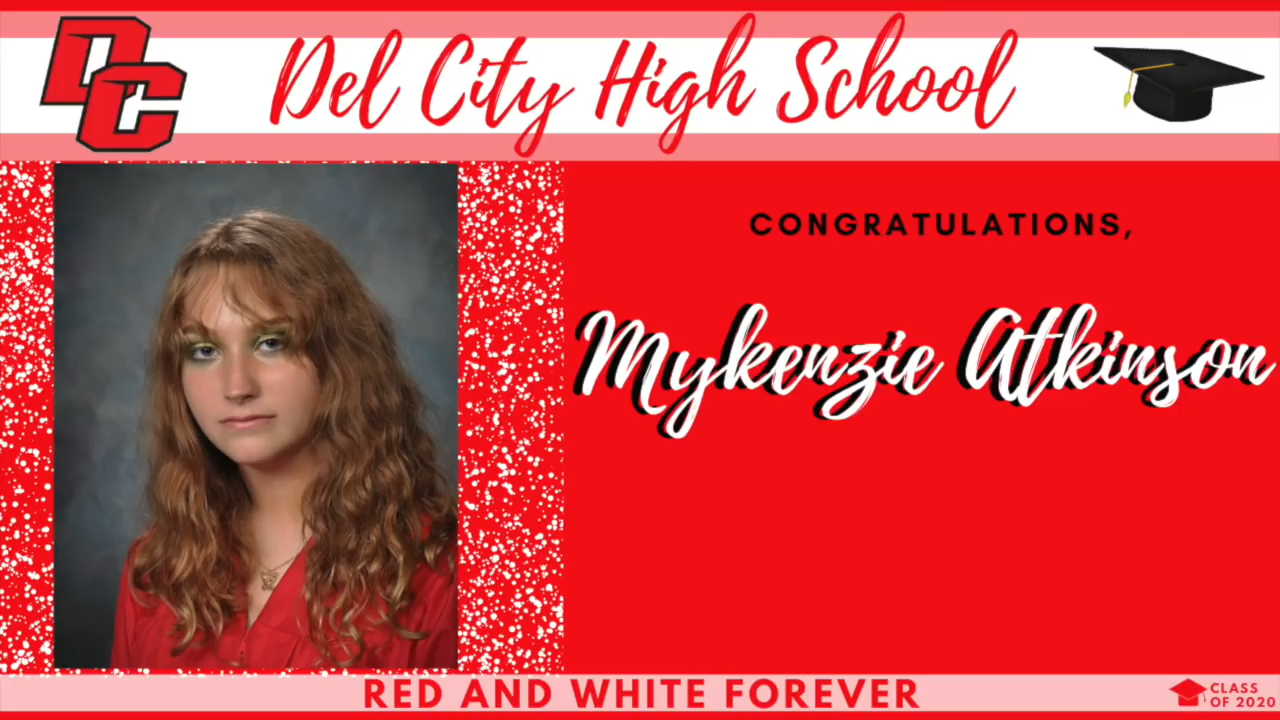 DC
Del City High School
CONGRATULATIONS,
Mykenzie Atkinson
RED AND WHITE FOREVER
CLASS
OF 2020